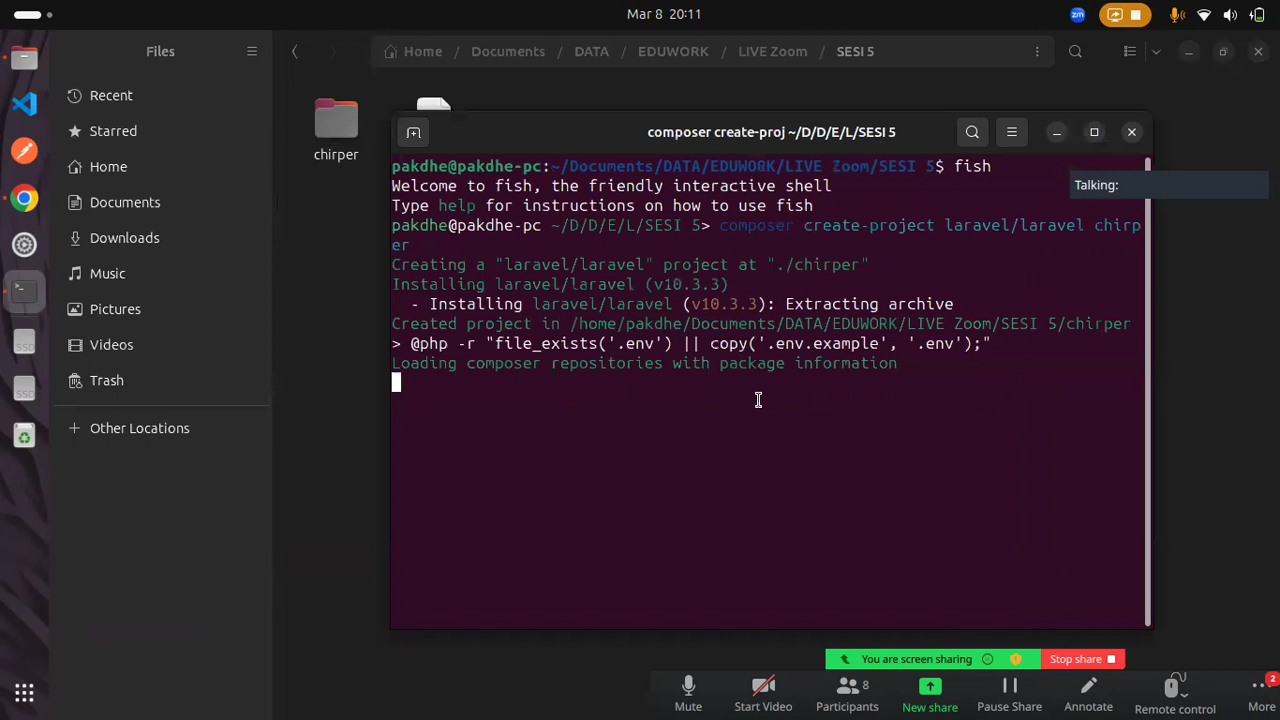 Mar 8 20:11
zm
Files
Home
Documents
DATA
EDUWORK
LIVE Zoom
SESI 5
Recent
Starred
Home
Documents
Downloads
Music
Pictures
Videos
Trash
Other Locations
SSD
SSD
chirper
composer create-proj ~/D/D/E/L/SESI 5
pakdhe@pakdhe-pc:~/Documents/DATA/EDUWORK/LIVE Zoom/SESI 5$ fish
Welcome to fish, the friendly interactive shell
Type help for instructions on how to use fish
pakdhe@pakdhe-pc ~/D/D/E/L/SESI 5> composer create-project laravel/laravel chirp
er
Creating a "laravel/laravel" project at "./chirper"
Installing laravel/laravel (v10.3.3)
  - Installing laravel/laravel (v10.3.3): Extracting archive
Created project in /home/pakdhe/Documents/DATA/EDUWORK/LIVE Zoom/SESI 5/chirper
> @php -r "file_exists('.env') || copy('.env.example', '.env');"
Loading composer repositories with package information
Talking:
You are screen sharing
Stop share
Mute
Start Video
8
Participants
New share
Pause Share
Annotate
Remote control
2
More